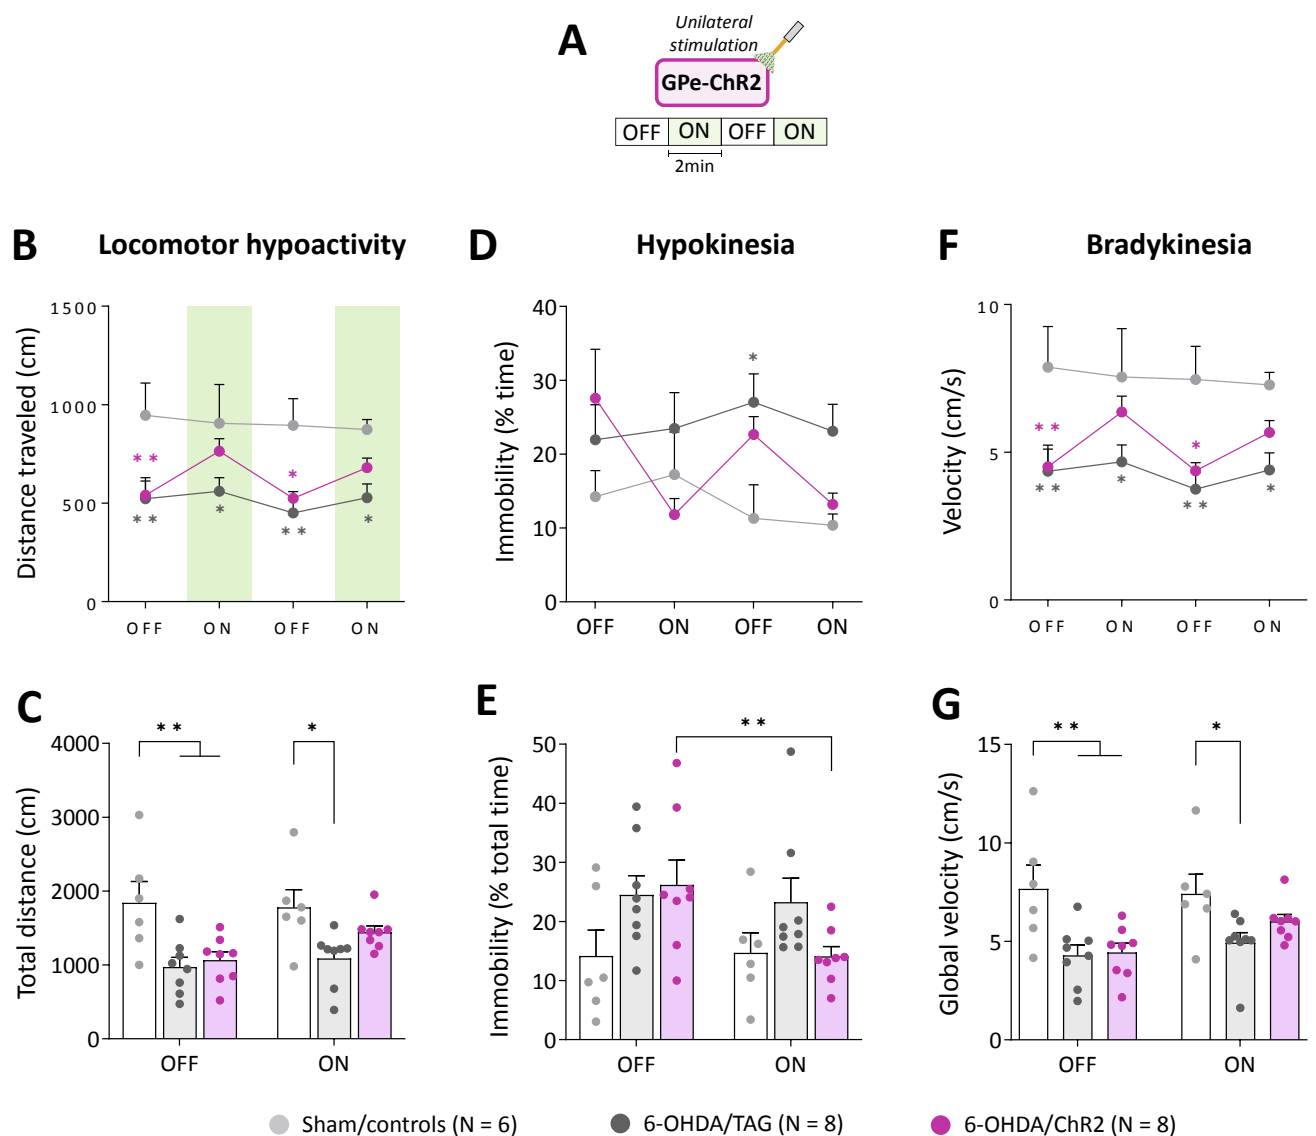 A
Unilateral
stimulation
GPe-ChR2
OFF ON OFF ON
2min
B Locomotor hypoactivity
Distance traveled (cm)
1500
1000
500
0
* *
*
* *
*
* *
*
OFF ON OFF ON
D Hypokinesia
Immobility (% time)
40
30
20
10
0
*
OFF ON OFF ON
F Bradykinesia
Velocity (cm/s)
10
5
0
* *
*
* *
*
* *
*
OFF ON OFF ON
C
Total distance (cm)
4000
3000
2000
1000
0
* *
*
OFF ON
E
Immobility (% total time)
50
40
30
20
10
0
* *
OFF ON
G
Global velocity (cm/s)
15
10
5
0
* *
*
OFF ON
Sham/controls (N = 6) 6-OHDA/TAG (N = 8) 6-OHDA/ChR2 (N = 8)